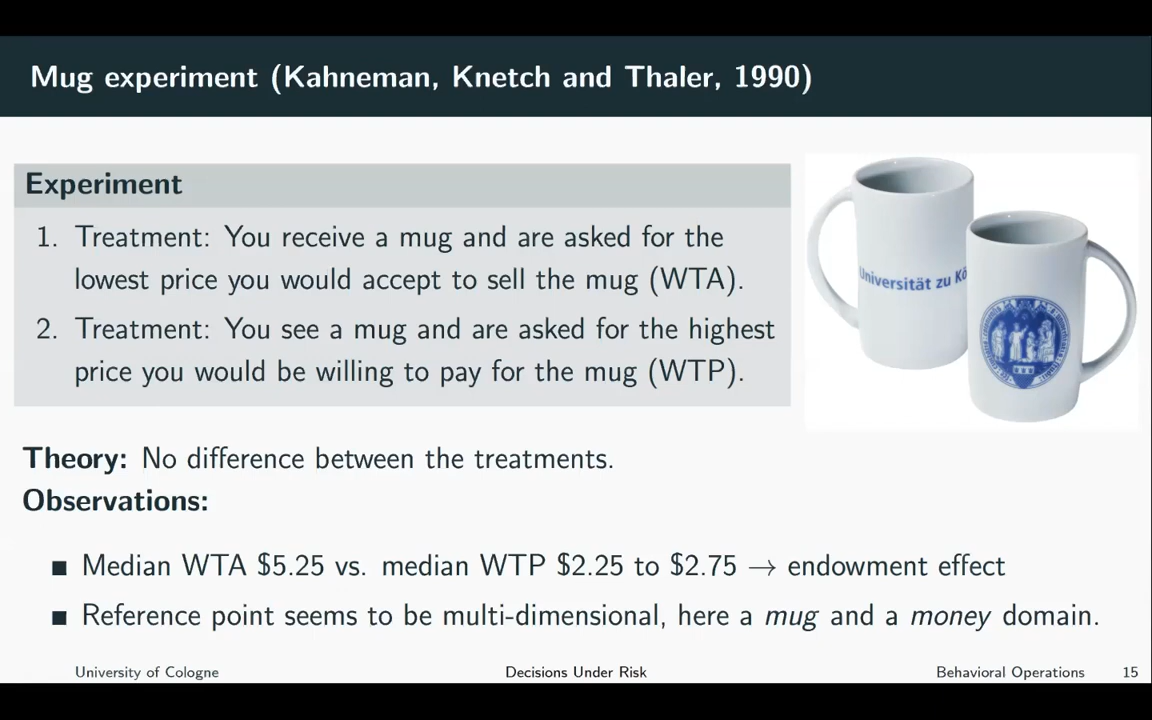 Mug experiment (Kahneman, Knetch and Thaler, 1990)
Experiment
1. Treatment: You receive a mug and are asked for the
lowest price you would accept to sell the mug (WTA).
2. Treatment: You see a mug and are asked for the highest
price you would be willing to pay for the mug (WTP).
Universität zu Kö
Theory: No difference between the treatments.
Observations:
■ Median WTA $5.25 vs. median WTP $2.25 to $2.75 → endowment effect
■ Reference point seems to be multi-dimensional, here a mug and a money domain.
University of Cologne Decisions Under Risk Behavioral Operations 15